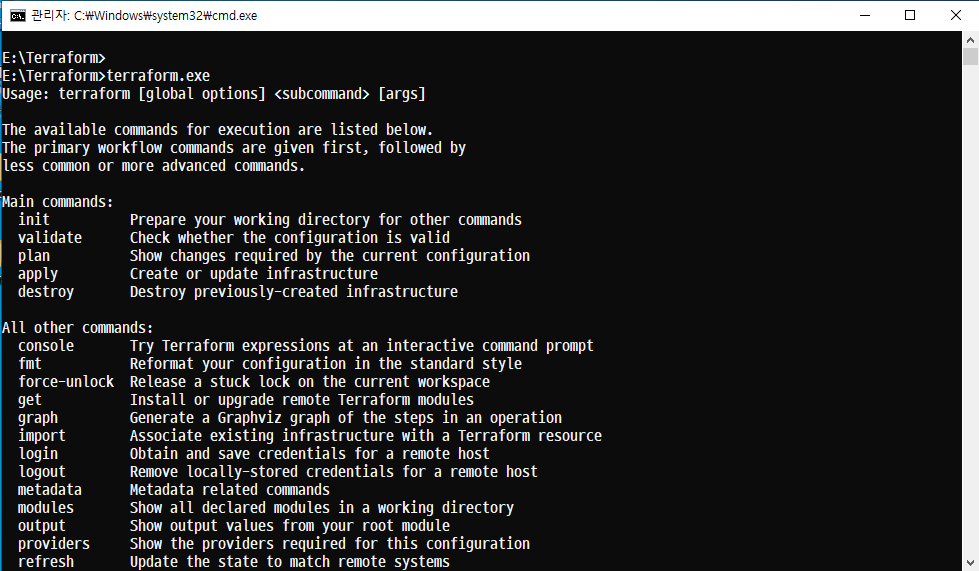 관리자: C:₩Windows₩system32₩cmd.exe
E:\Terraform>
E:\Terraform>terraform.exe
Usage: terraform [global options] <subcommand> [args]
The available commands for execution are listed below.
The primary workflow commands are given first, followed by
less common or more advanced commands.
Main commands:
  init          Prepare your working directory for other commands
  validate      Check whether the configuration is valid
  plan          Show changes required by the current configuration
  apply         Create or update infrastructure
  destroy       Destroy previously-created infrastructure
All other commands:
  console       Try Terraform expressions at an interactive command prompt
  fmt           Reformat your configuration in the standard style
  force-unlock  Release a stuck lock on the current workspace
  get           Install or upgrade remote Terraform modules
  graph         Generate a Graphviz graph of the steps in an operation
  import        Associate existing infrastructure with a Terraform resource
  login         Obtain and save credentials for a remote host
  logout        Remove locally-stored credentials for a remote host
  metadata      Metadata related commands
  modules       Show all declared modules in a working directory
  output        Show output values from your root module
  providers     Show the providers required for this configuration
  refresh       Update the state to match remote systems